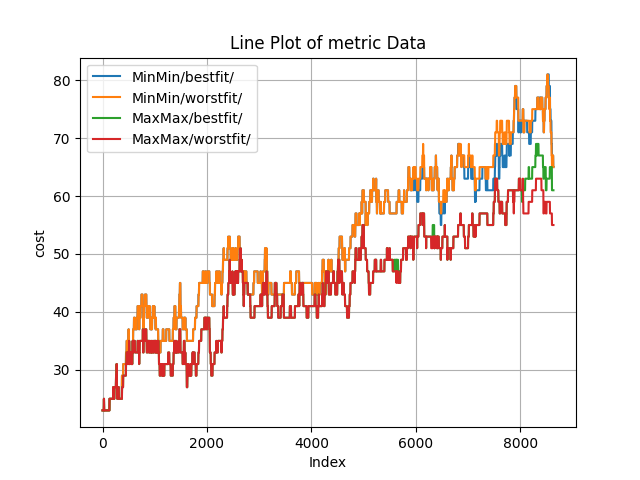 Line Plot of metric Data
MinMin/bestfit/
MinMin/worstfit/
MaxMax/bestfit/
MaxMax/worstfit/
cost
80
70
60
50
40
30
0 2000 4000 6000 8000
Index